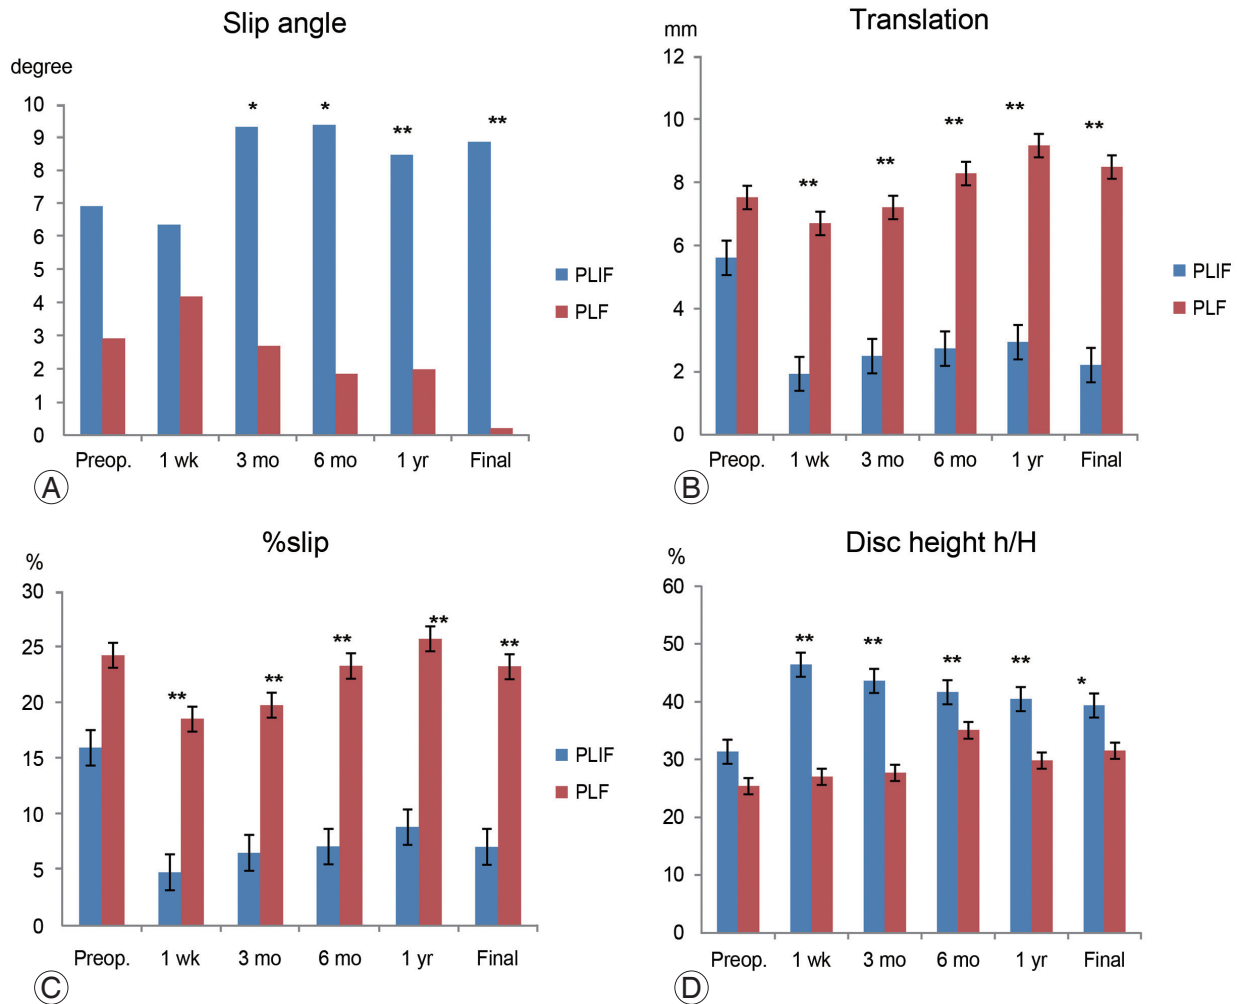 Slip angle
degree
10
9
8
7
6
5
4
3
2
1
0
*
*
**
**
Preop.
1 wk
3 mo
6 mo
1 yr
Final
PLIF
PLF
A
Translation
mm
12
10
8
6
4
2
0
**
**
**
**
**
Preop.
1 wk
3 mo
6 mo
1 yr
Final
PLIF
PLF
B
%slip
%
30
25
20
15
10
5
0
**
**
**
**
**
Preop.
1 wk
3 mo
6 mo
1 yr
Final
PLIF
PLF
C
Disc height h/H
%
60
50
40
30
20
10
0
**
**
**
**
*
Preop.
1 wk
3 mo
6 mo
1 yr
Final
D